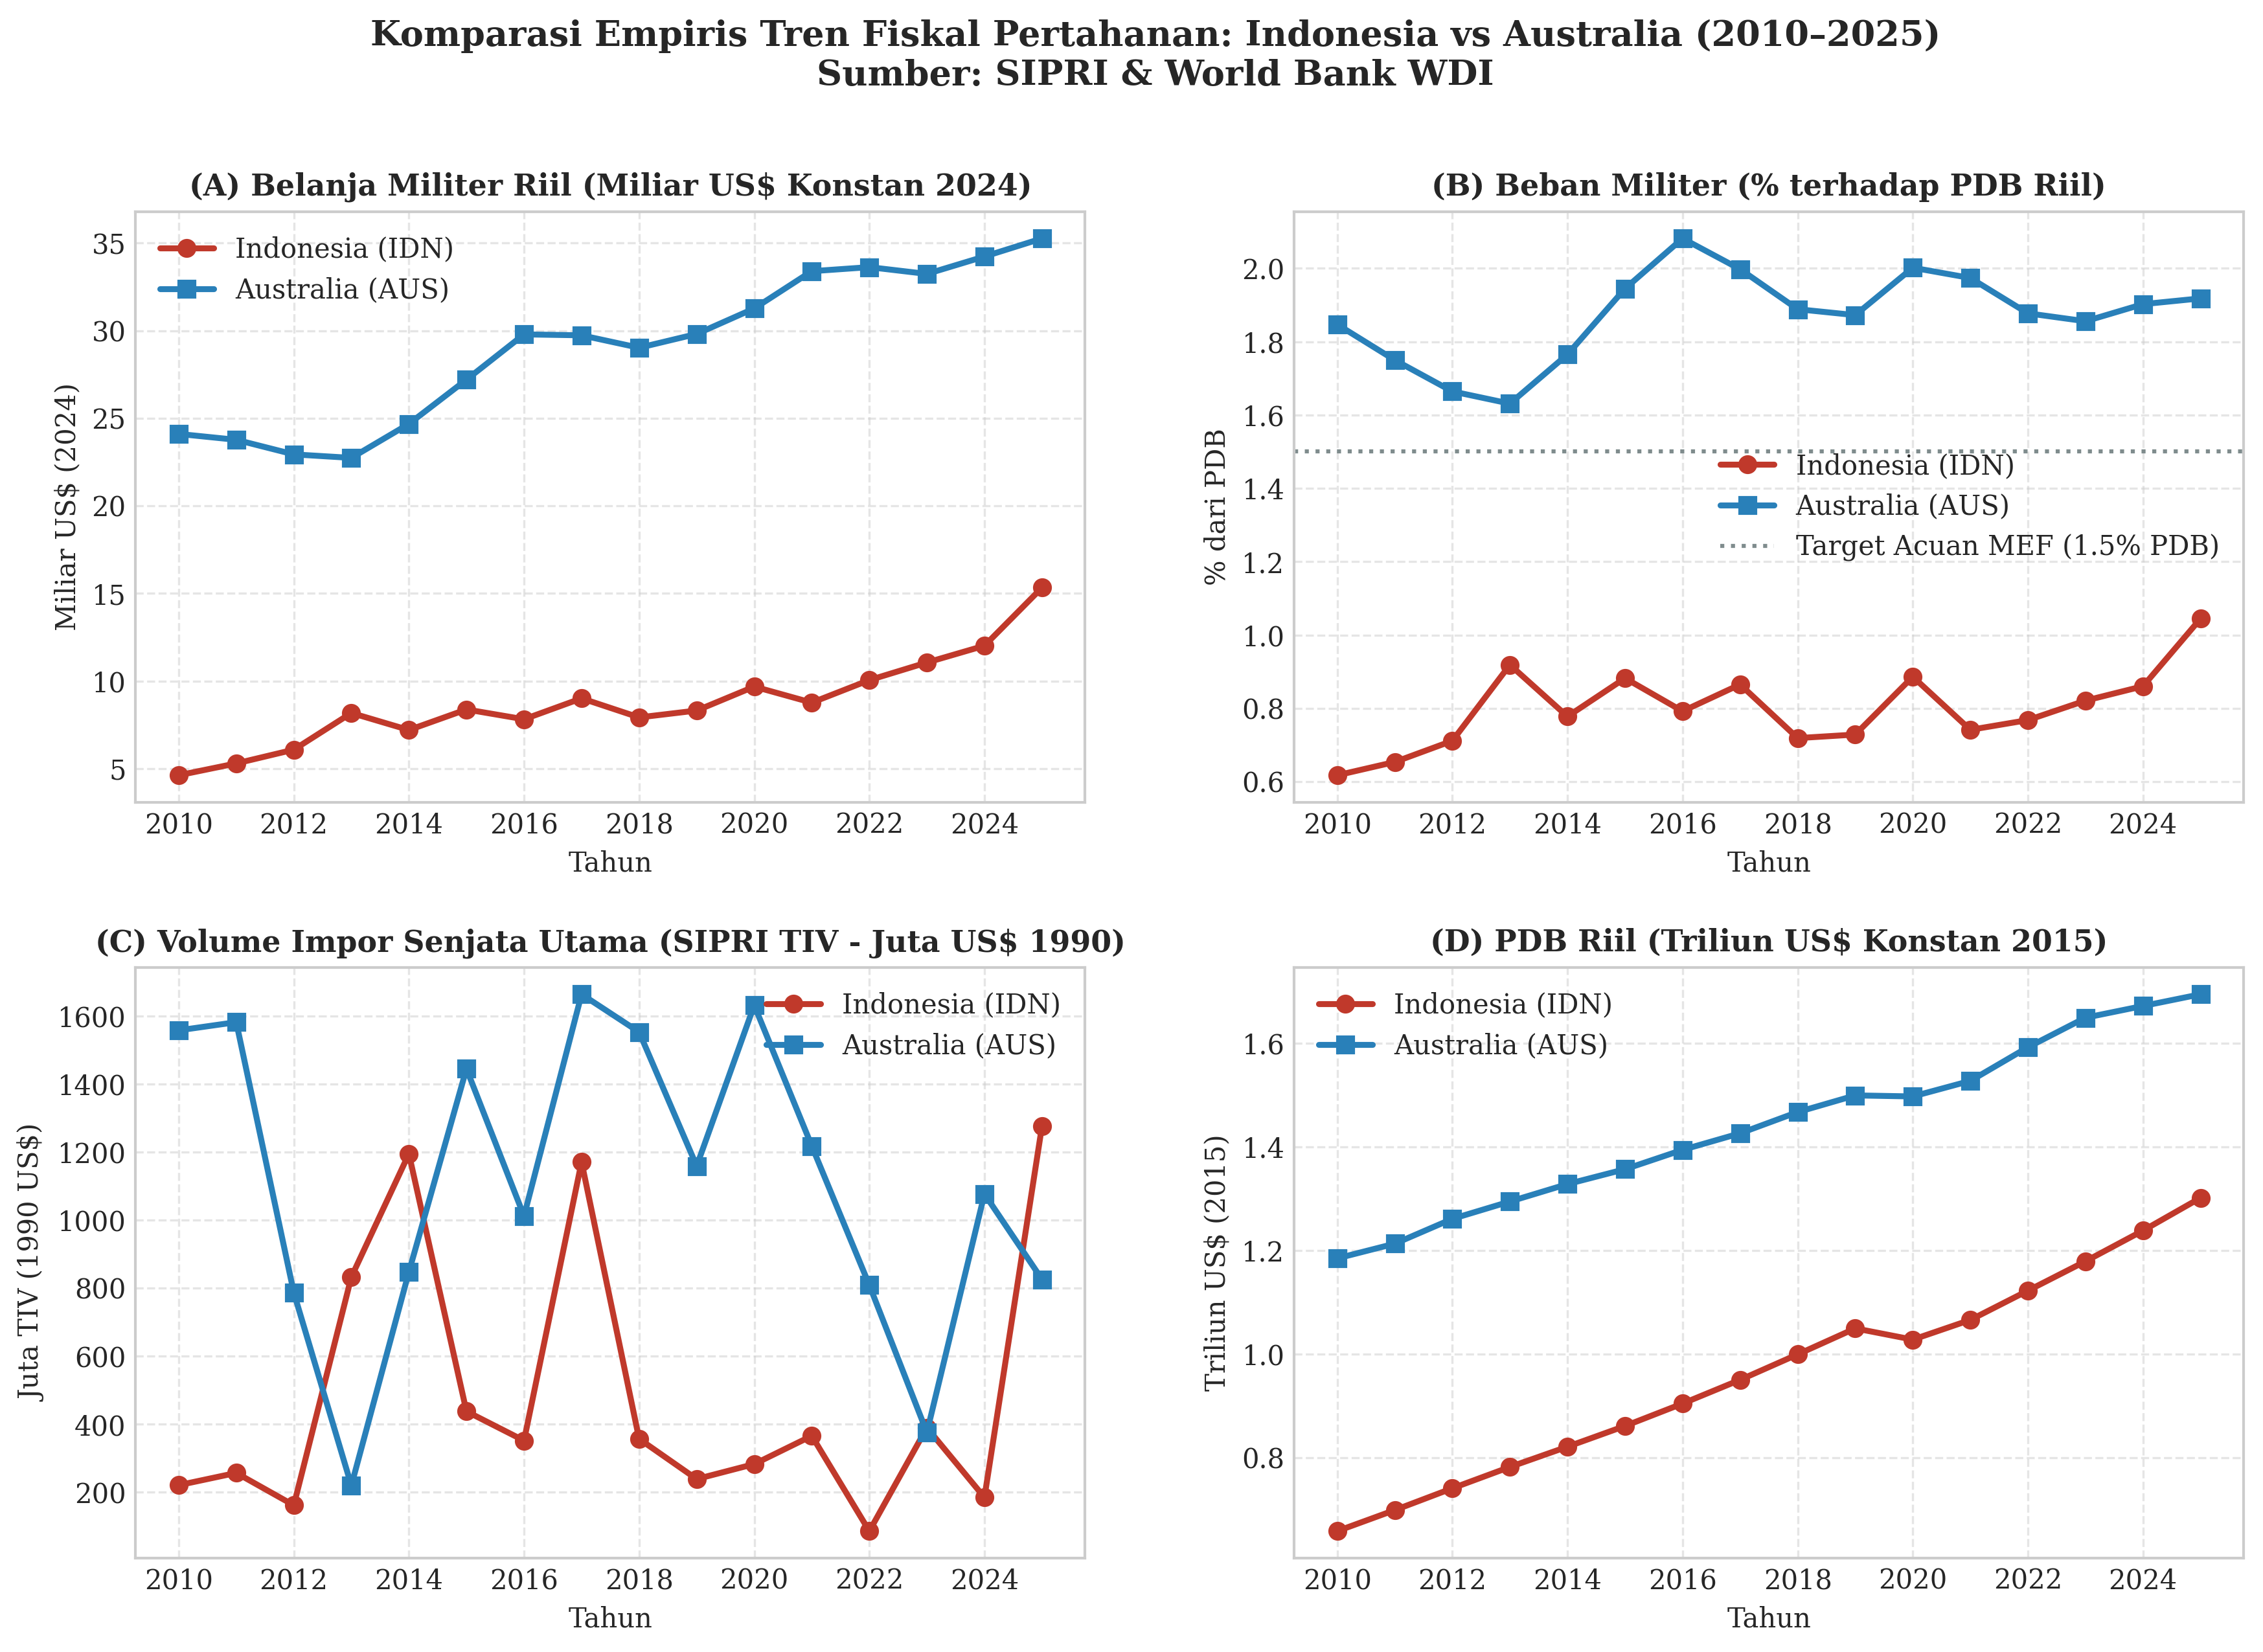 Komparasi Empiris Tren Fiskal Pertahanan: Indonesia vs Australia (2010–2025)
Sumber: SIPRI & World Bank WDI
(A) Belanja Militer Riil (Miliar US$ Konstan 2024)
Miliar US$ (2024)
35
30
25
20
15
10
5
Indonesia (IDN)
Australia (AUS)
2010 2012 2014 2016 2018 2020 2022 2024
Tahun
(B) Beban Militer (% terhadap PDB Riil)
% dari PDB
2.0
1.8
1.6
1.4
1.2
1.0
0.8
0.6
Indonesia (IDN)
Australia (AUS)
Target Acuan MEF (1.5% PDB)
2010 2012 2014 2016 2018 2020 2022 2024
Tahun
(C) Volume Impor Senjata Utama (SIPRI TIV - Juta US$ 1990)
Juta TIV (1990 US$)
1600
1400
1200
1000
800
600
400
200
Indonesia (IDN)
Australia (AUS)
2010 2012 2014 2016 2018 2020 2022 2024
Tahun
(D) PDB Riil (Triliun US$ Konstan 2015)
Triliun US$ (2015)
1.6
1.4
1.2
1.0
0.8
Indonesia (IDN)
Australia (AUS)
2010 2012 2014 2016 2018 2020 2022 2024
Tahun